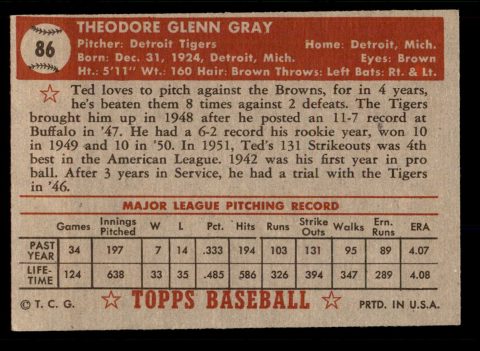 86
THEODORE GLENN GRAY
Pitcher: Detroit Tigers Home: Detroit, Mich.
Born: Dec. 31, 1924, Detroit, Mich. Eyes: Brown
Ht.: 5'11" Wt.: 160 Hair: Brown Throws: Left Bats: Rt. & Lt.
Ted loves to pitch against the Browns, for in 4 years,
he's beaten them 8 times against 2 defeats. The Tigers
brought him up in 1948 after he posted an 11-7 record at
Buffalo in '47. He had a 6-2 record his rookie year, won 10
in 1949 and 10 in '50. In 1951, Ted's 131 Strikeouts was 4th
best in the American League. 1942 was his first year in pro
ball. After 3 years in Service, he had a trial with the Tigers
in '46.
MAJOR LEAGUE PITCHING RECORD
Games Innings Pitched W L Pct. Hits Runs Strike Outs Walks Ern. Runs ERA
PAST YEAR 34 197 7 14 .333 194 103 131 95 89 4.07
LIFE-TIME 124 638 33 35 .485 586 326 394 347 289 4.08
© T. C. G. TOPPS BASEBALL PRTD. IN U.S.A.